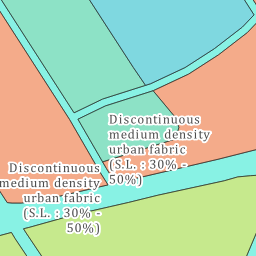 Discontinuous
medium density
urban fabric
(S.L. : 30% -
50%)
Discontinuous
medium density
urban fabric
(S.L. : 30% -
50%)